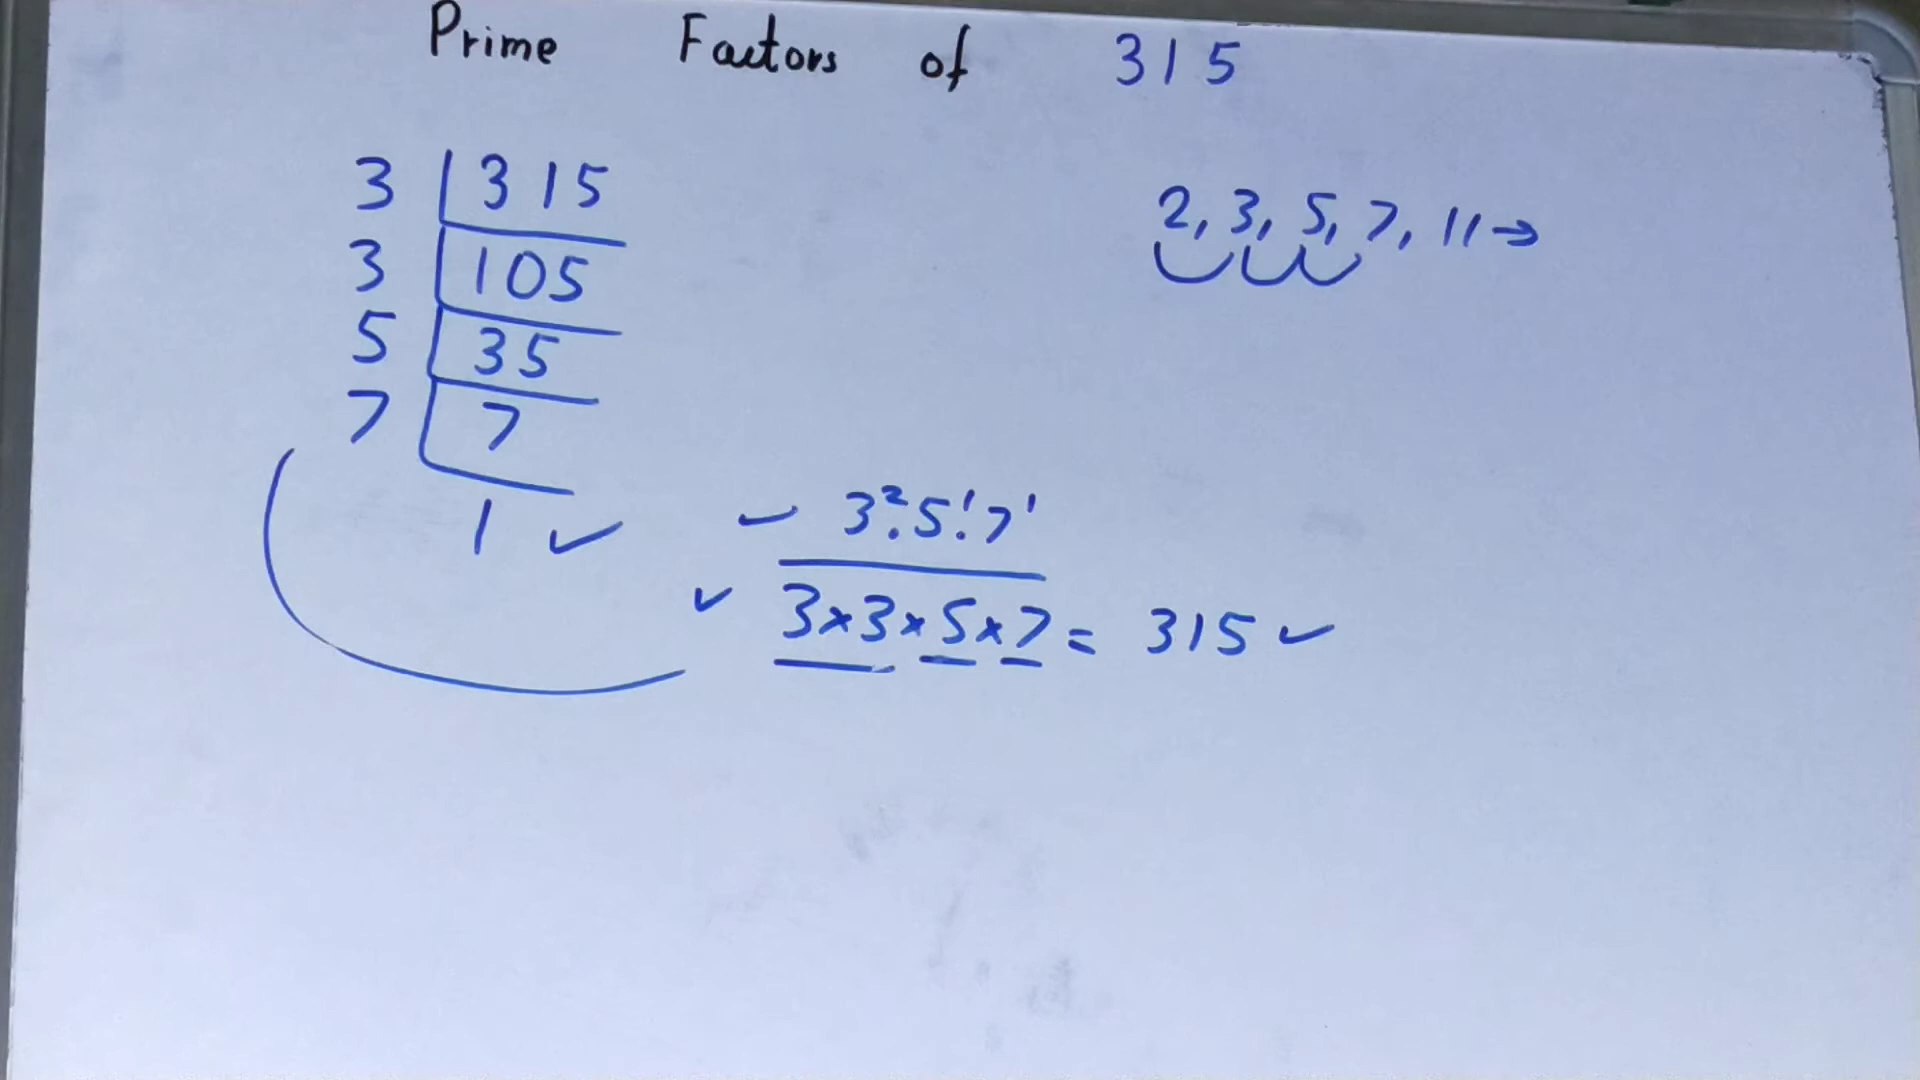 Prime Factors of 315
3 | 315
3 | 105
5 | 35
7 | 7
1 ✓
2, 3, 5, 7, 11 →
✓ 3².5¹.7¹
✓ 3×3×5×7 = 315 ✓